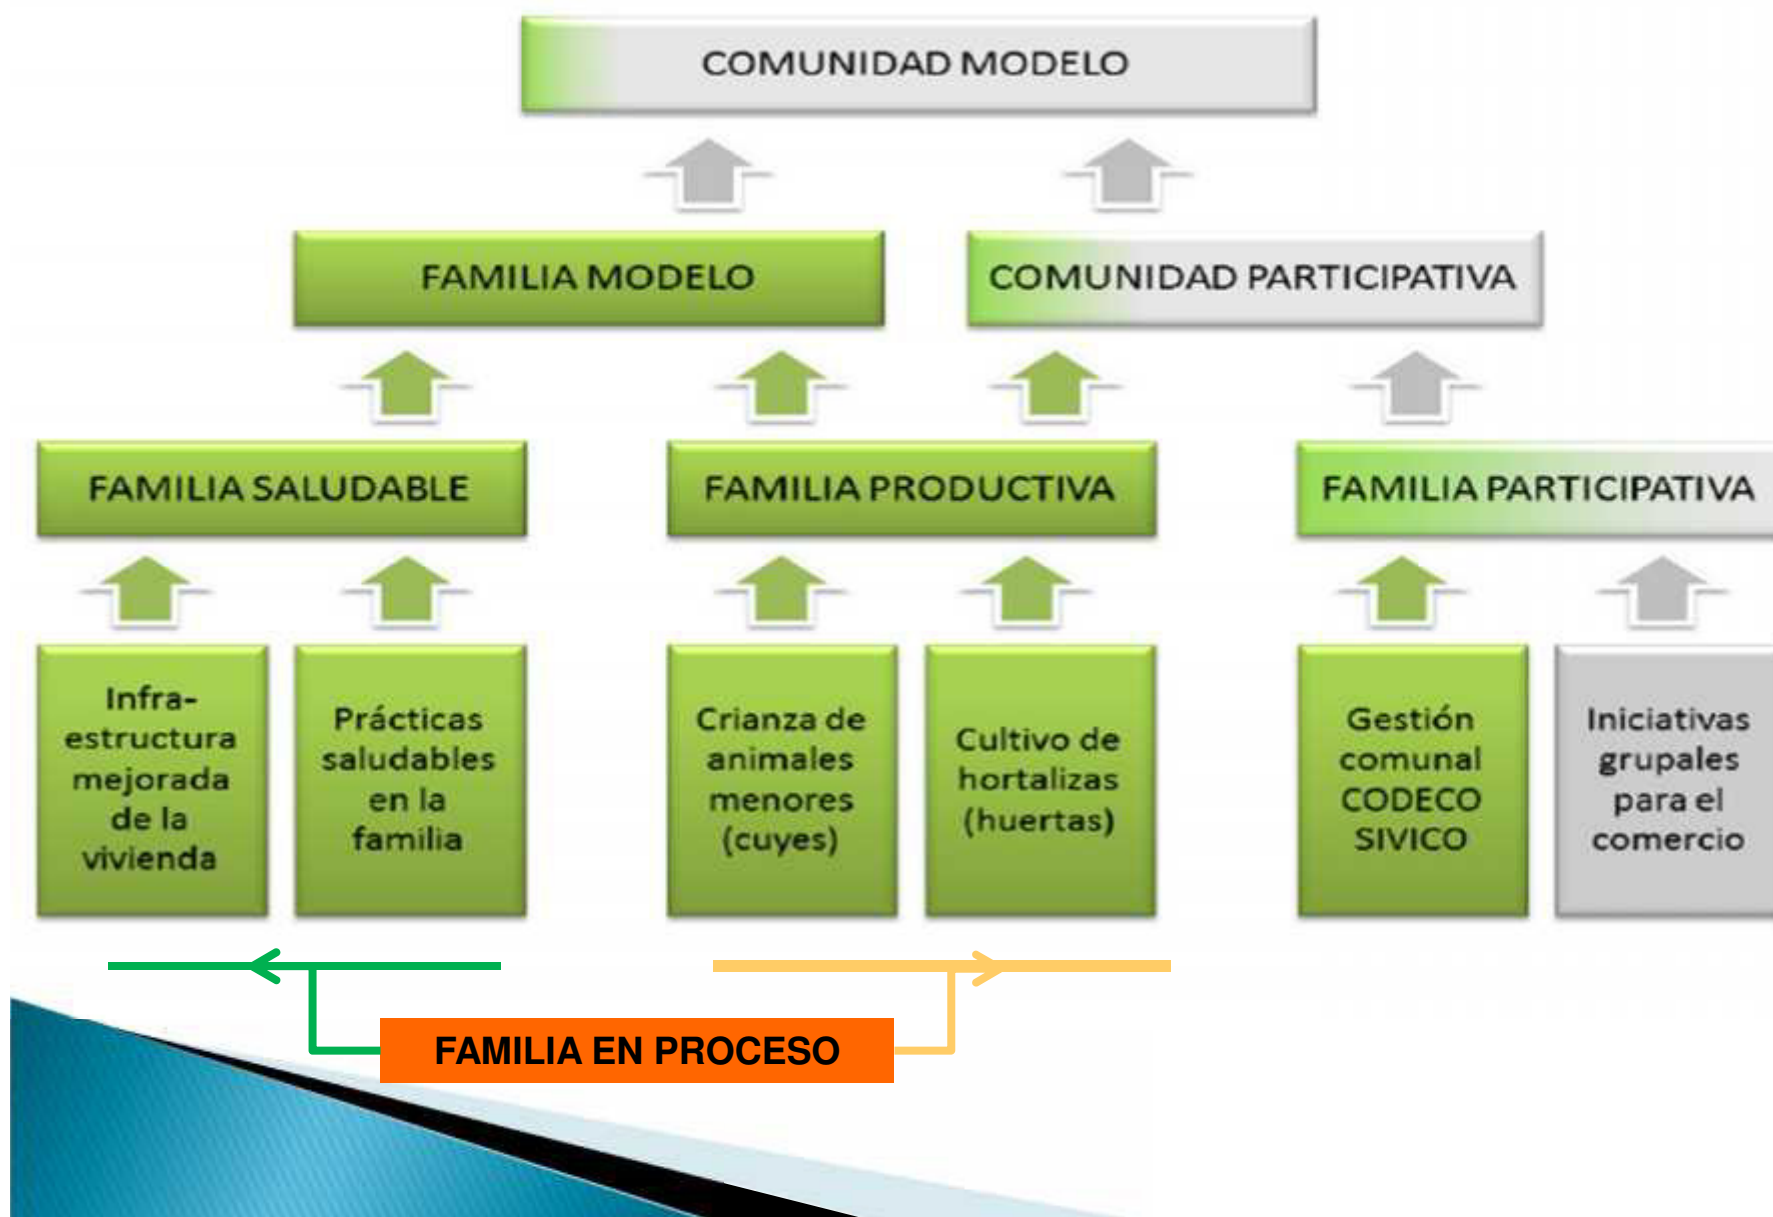 COMUNIDAD MODELO
FAMILIA MODELO
COMUNIDAD PARTICIPATIVA
FAMILIA SALUDABLE
FAMILIA PRODUCTIVA
FAMILIA PARTICIPATIVA
Infra-
estructura
mejorada
de la
vivienda
Prácticas
saludables
en la
familia
Crianza de
animales
menores
(cuyes)
Cultivo de
hortalizas
(huertas)
Gestión
comunal
CODECO
SIVICO
Iniciativas
grupales
para el
comercio
FAMILIA EN PROCESO